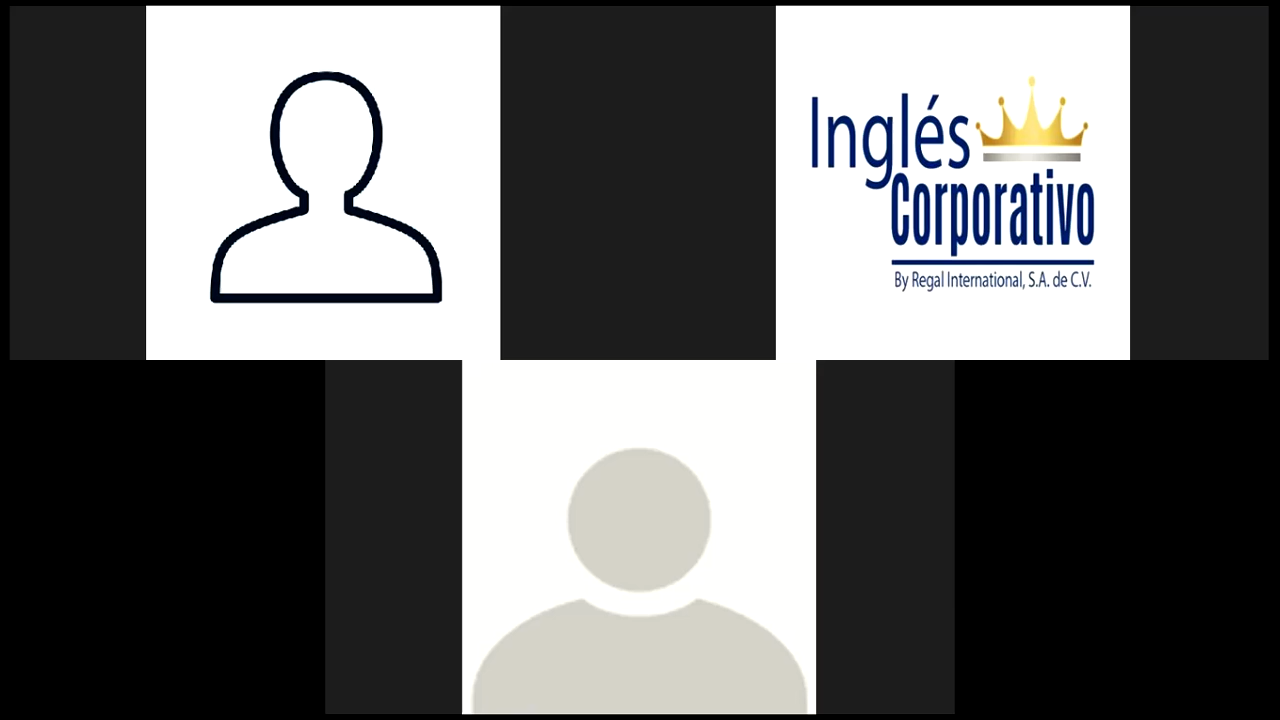 Inglés
Corporativo
By Regal International, S.A. de C.V.